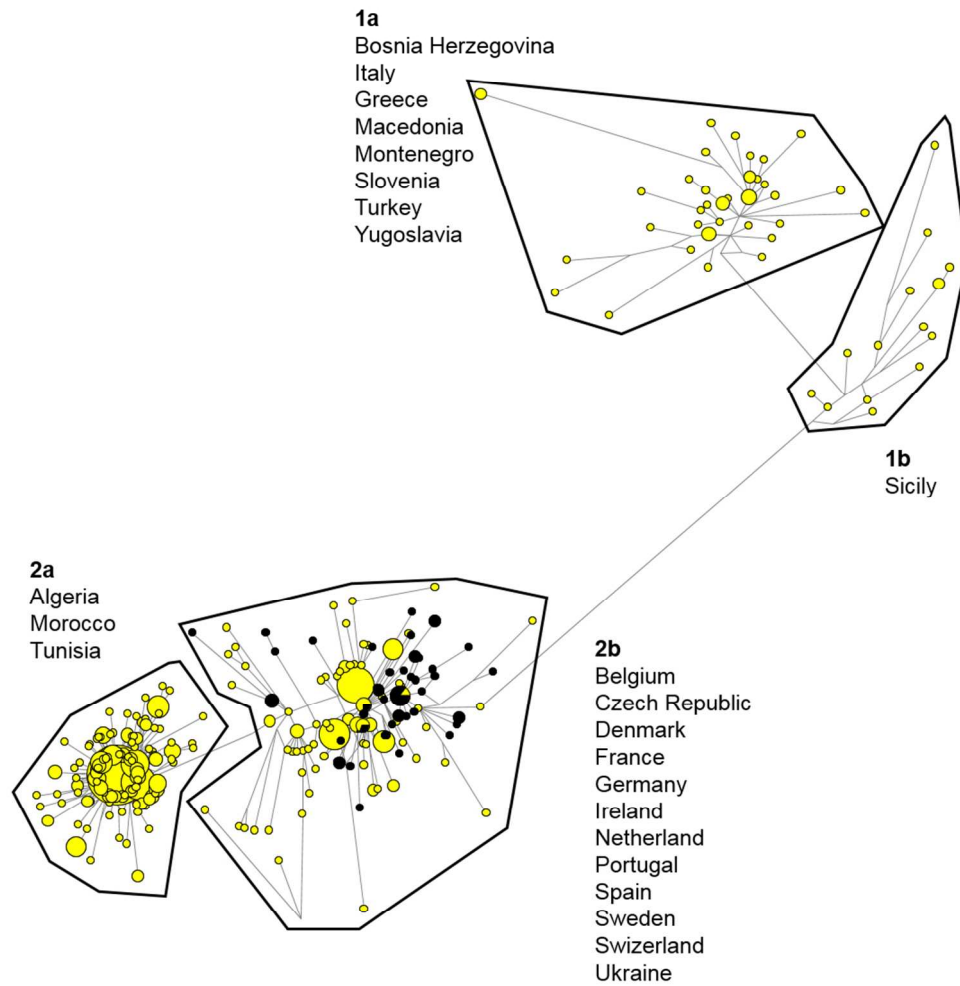 1a
Bosnia Herzegovina
Italy
Greece
Macedonia
Montenegro
Slovenia
Turkey
Yugoslavia
1b
Sicily
2a
Algeria
Morocco
Tunisia
2b
Belgium
Czech Republic
Denmark
France
Germany
Ireland
Netherland
Portugal
Spain
Sweden
Swizerland
Ukraine